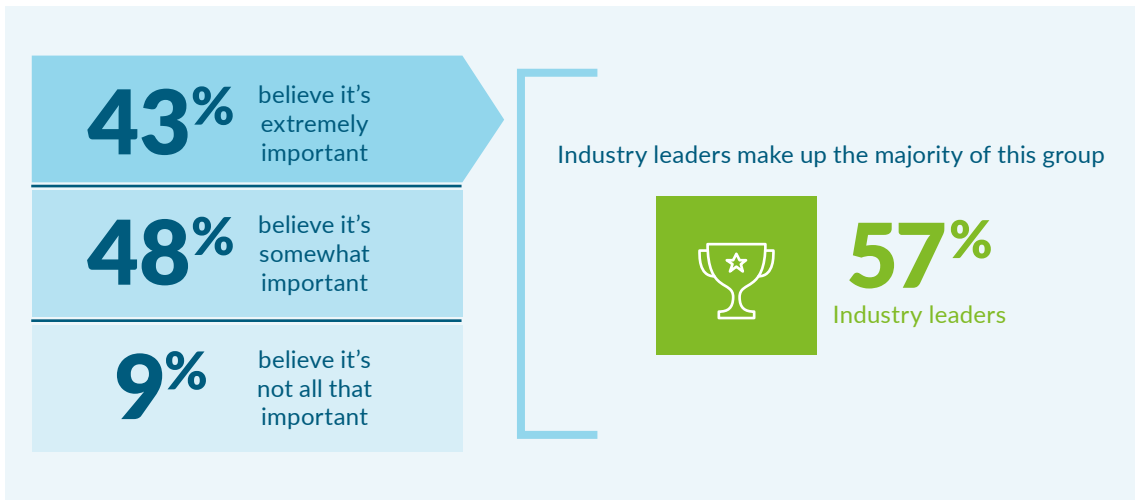 43%
believe it’s
extremely
important
48%
believe it’s
somewhat
important
9%
believe it’s
not all that
important
Industry leaders make up the majority of this group
57%
Industry leaders